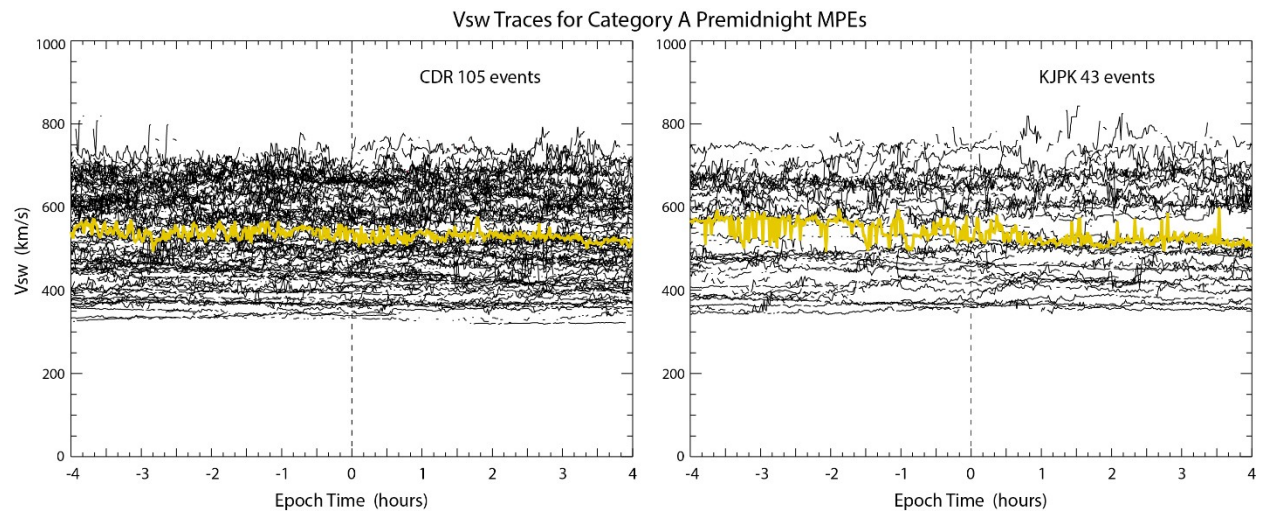 Vsw Traces for Category A Premidnight MPEs
CDR 105 events
KJPK 43 events
Vsw (km/s)
1000
800
600
400
200
0
1000
800
600
400
200
0
-4 -3 -2 -1 0 1 2 3 4
-4 -3 -2 -1 0 1 2 3 4
Epoch Time (hours)
Epoch Time (hours)